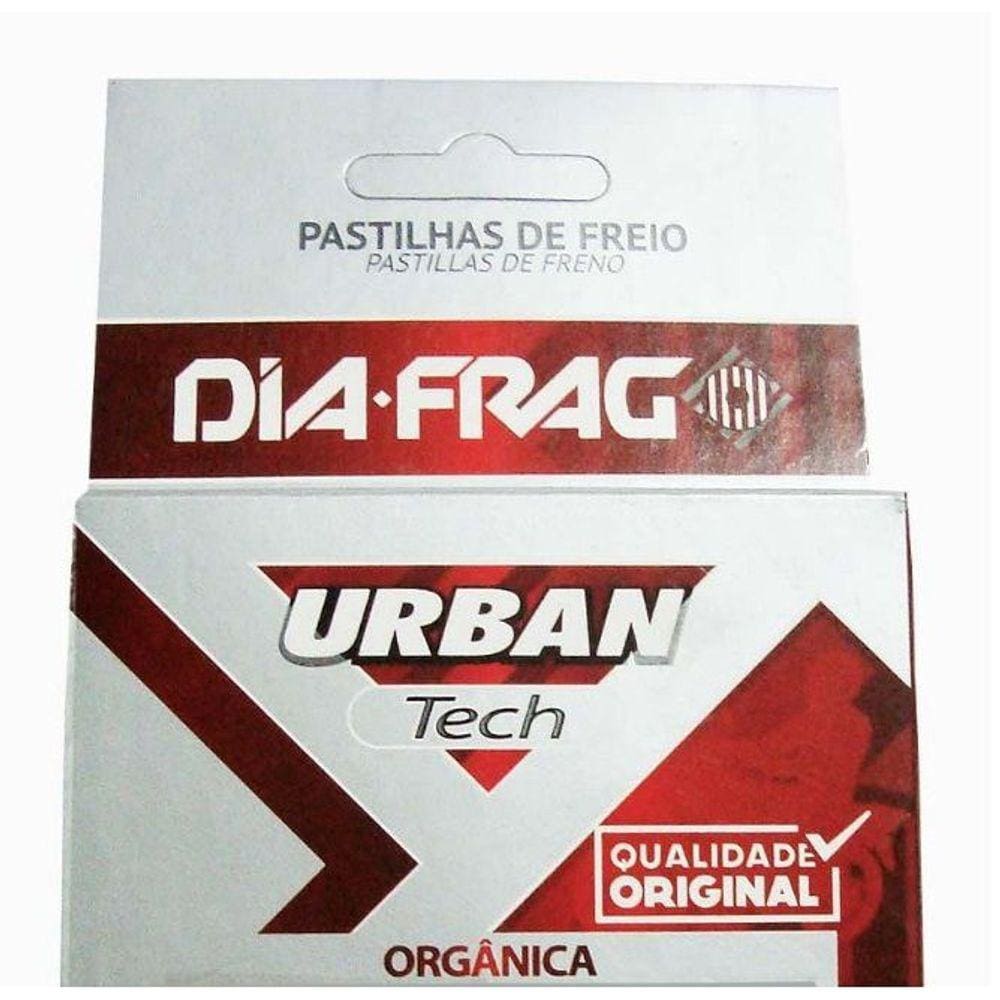 PASTILHAS DE FREIO
PASTILLAS DE FRENO
DIA·FRAG
URBAN
Tech
QUALIDADE
ORIGINAL
ORGÂNICA